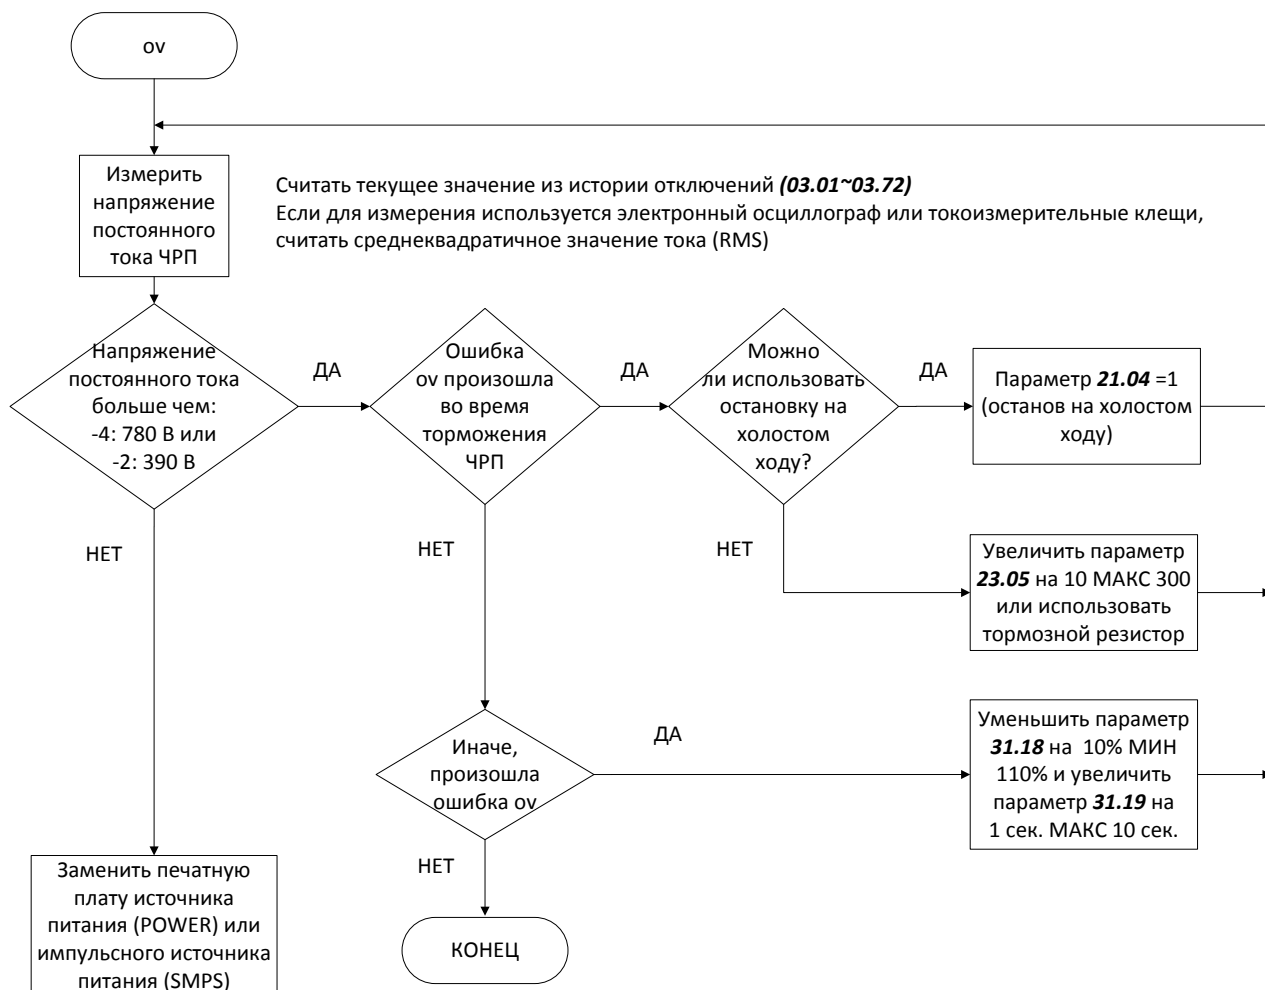 ov
Измерить
напряжение
постоянного
тока ЧРП
Считать текущее значение из истории отключений (03.01~03.72)
Если для измерения используется электронный осциллограф или токоизмерительные клещи,
считать среднеквадратичное значение тока (RMS)
Напряжение
постоянного тока
больше чем:
-4: 780 В или
-2: 390 В
ДА
Ошибка
ov произошла
во время
торможения
ЧРП
ДА
Можно
ли использовать
остановку на
холостом
ходу?
ДА
Параметр 21.04 =1
(останов на холостом
ходу)
НЕТ
НЕТ
НЕТ
Увеличить параметр
23.05 на 10 МАКС 300
или использовать
тормозной резистор
Иначе,
произошла
ошибка ov
ДА
Уменьшить параметр
31.18 на 10% МИН
110% и увеличить
параметр 31.19 на
1 сек. МАКС 10 сек.
НЕТ
Заменить печатную
плату источника
питания (POWER) или
импульсного источника
питания (SMPS)
КОНЕЦ